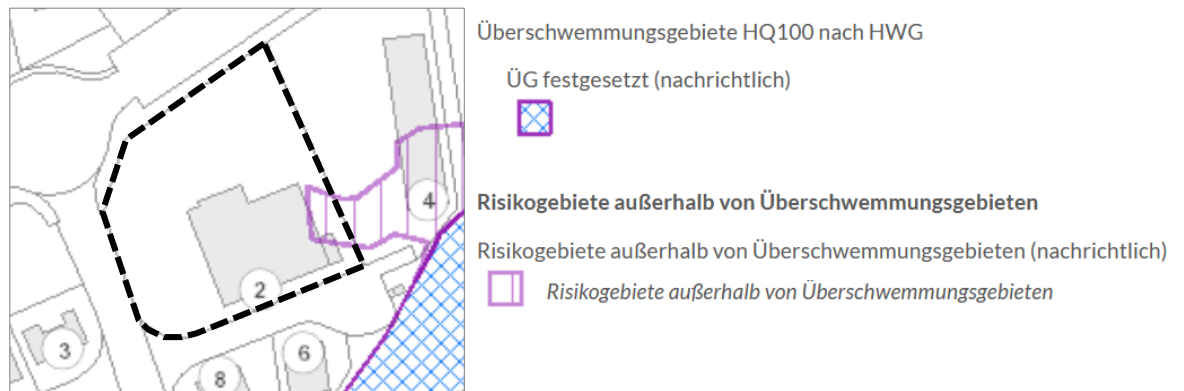 Überschwemmungsgebiete HQ100 nach HWG
ÜG festgesetzt (nachrichtlich)
Risikogebiete außerhalb von Überschwemmungsgebieten
Risikogebiete außerhalb von Überschwemmungsgebieten (nachrichtlich)
Risikogebiete außerhalb von Überschwemmungsgebieten
4
2
3
6
8